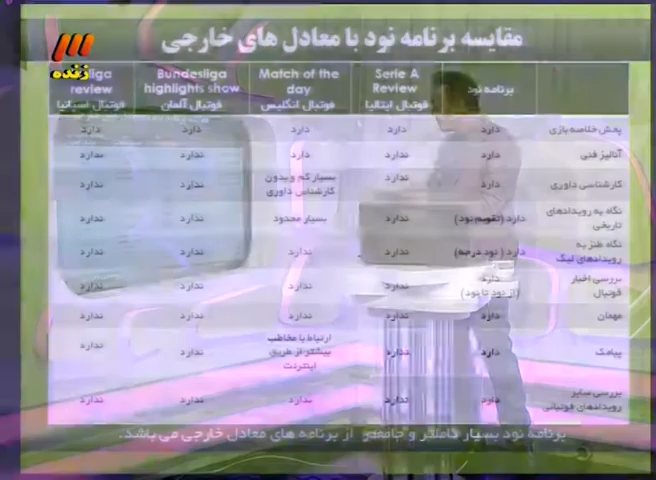 مقایسه برنامه نود با معادل های خارجی
زنده
برنامه نود
Serie A Review فوتبال ایتالیا
Match of the day فوتبال انگلیس
Bundesliga highlights show فوتبال آلمان
liga review فوتبال اسپانیا
پخش خلاصه بازی دارد دارد دارد دارد دارد
آنالیز فنی دارد ندارد دارد ندارد ندارد
کارشناسی داوری دارد ندارد بسیار کم و بدون کارشناس داوری ندارد ندارد
نگاه به رویدادهای تاریخی دارد (تقویم نود) ندارد بسیار محدود ندارد ندارد
نگاه طنز به رویدادهای لیگ دارد (نود درجه) ندارد ندارد ندارد ندارد
بررسی اخبار فوتبال دارد (از نود تا نود) ندارد ندارد ندارد ندارد
مهمان دارد ندارد ندارد ندارد ندارد
پیامک دارد ندارد ارتباط با مخاطب بیشتر از طریق اینترنت ندارد ندارد
بررسی سایر رویدادهای فوتبالی دارد ندارد ندارد ندارد ندارد
برنامه نود بسیار کاملتر و جامعتر از برنامه های معادل خارجی می باشد.